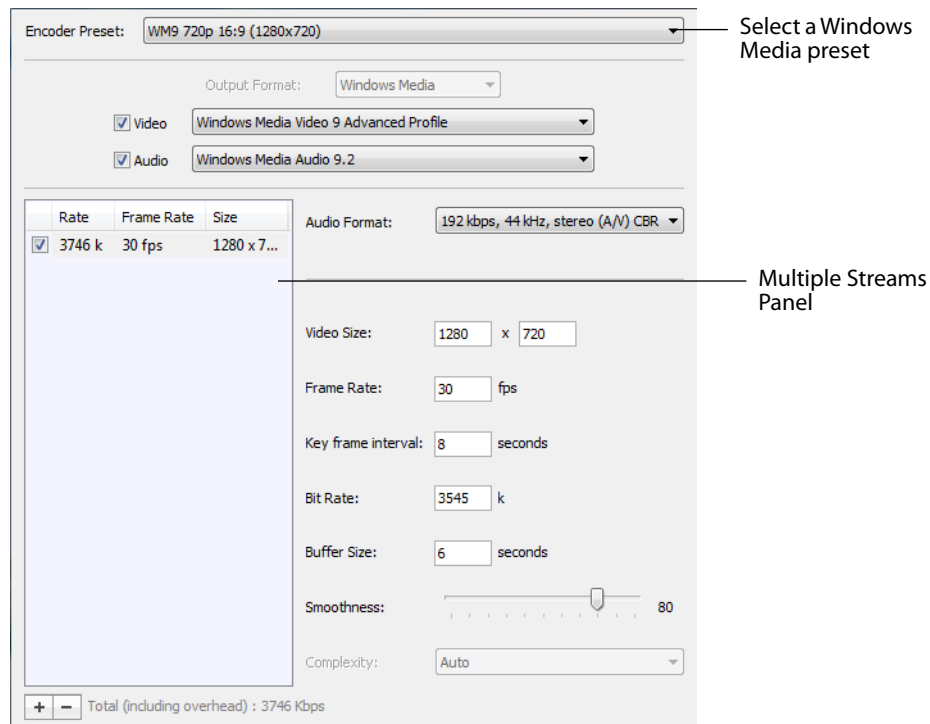 Encoder Preset: WM9 720p 16:9 (1280x720)
Select a Windows
Media preset
Output Format: Windows Media
Video Windows Media Video 9 Advanced Profile
Audio Windows Media Audio 9.2
Rate Frame Rate Size
3746 k 30 fps 1280 x 7...
Audio Format: 192 kbps, 44 kHz, stereo (A/V) CBR
Multiple Streams
Panel
Video Size: 1280 x 720
Frame Rate: 30 fps
Key frame interval: 8 seconds
Bit Rate: 3545 k
Buffer Size: 6 seconds
Smoothness: 80
Complexity: Auto
+ − Total (including overhead) : 3746 Kbps